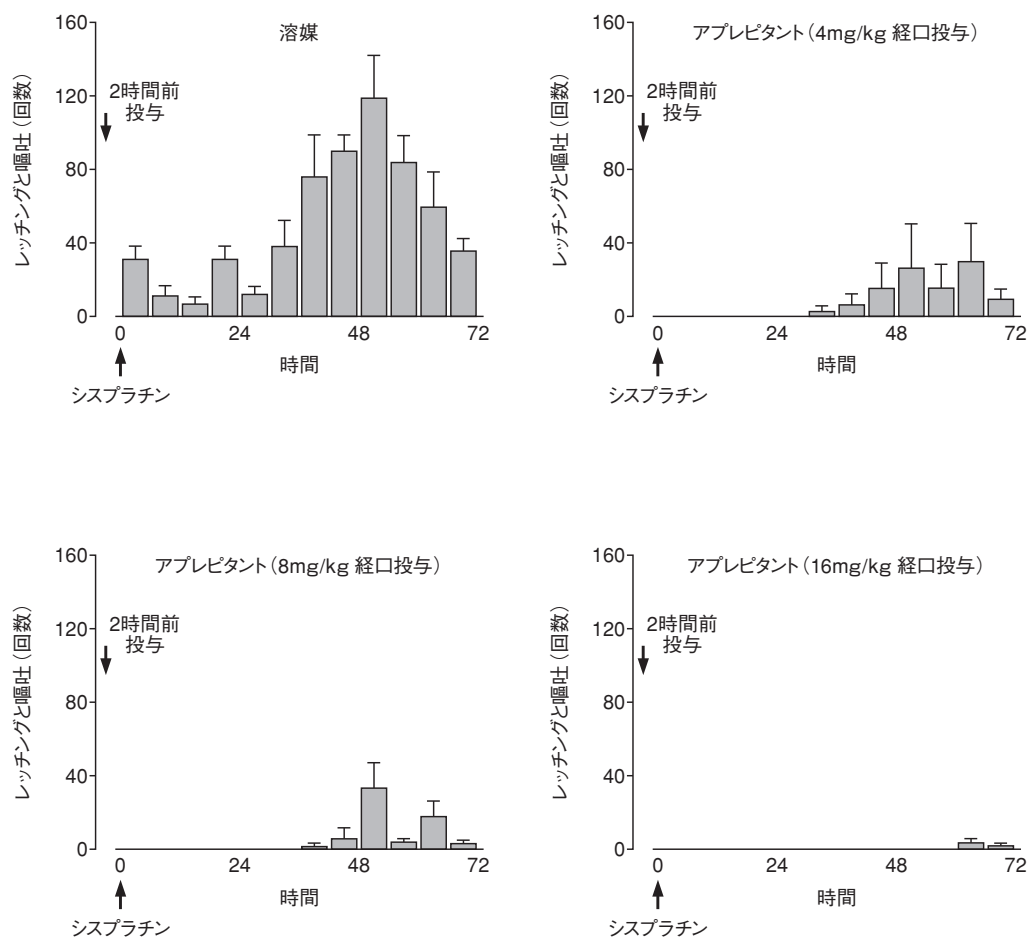 溶媒
160
120
80
40
0
レッチングと嘔吐（回数）
2時間前
投与
0
24
48
72
時間
シスプラチン
アプレピタント（4mg/kg 経口投与）
160
120
80
40
0
レッチングと嘔吐（回数）
2時間前
投与
0
24
48
72
時間
シスプラチン
アプレピタント（8mg/kg 経口投与）
160
120
80
40
0
レッチングと嘔吐（回数）
2時間前
投与
0
24
48
72
時間
シスプラチン
アプレピタント（16mg/kg 経口投与）
160
120
80
40
0
レッチングと嘔吐（回数）
2時間前
投与
0
24
48
72
時間
シスプラチン